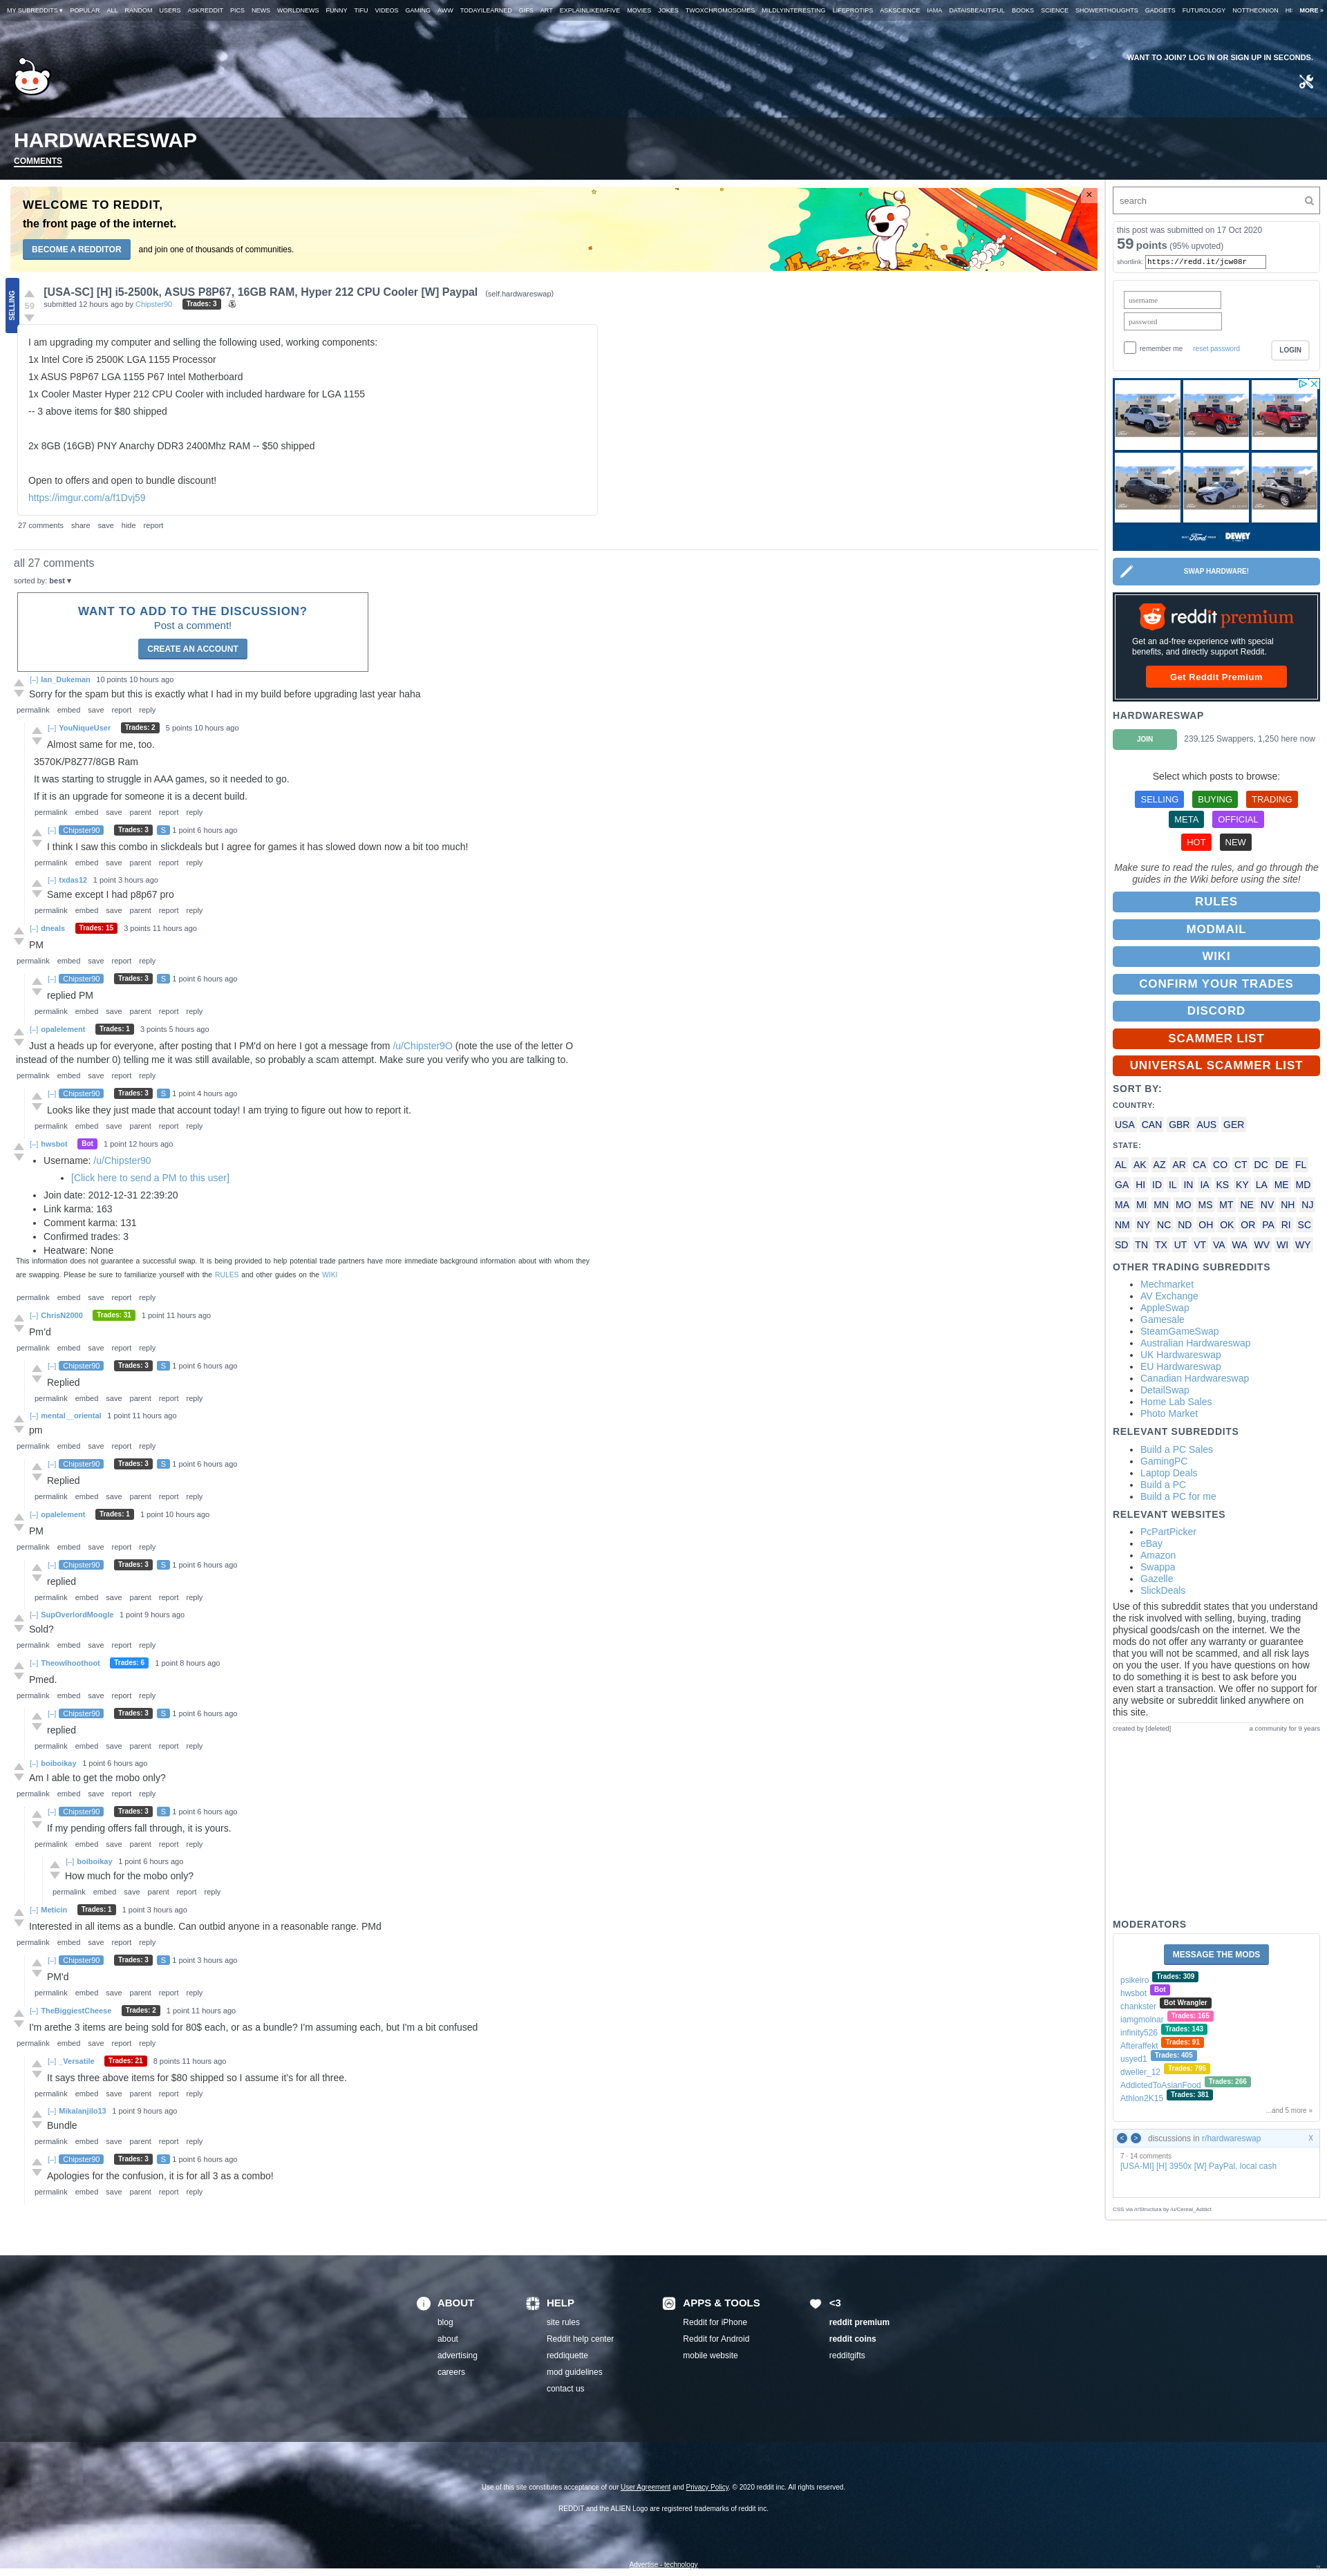 MY SUBREDDITS ▾ POPULAR ALL RANDOM USERS ASKREDDIT PICS NEWS WORLDNEWS FUNNY TIFU VIDEOS GAMING AWW TODAYILEARNED GIFS ART EXPLAINLIKEIMFIVE MOVIES JOKES TWOXCHROMOSOMES MILDLYINTERESTING LIFEPROTIPS ASKSCIENCE IAMA DATAISBEAUTIFUL BOOKS SCIENCE SHOWERTHOUGHTS GADGETS FUTUROLOGY NOTTHEONION HI MORE »
WANT TO JOIN? LOG IN OR SIGN UP IN SECONDS.
HARDWARESWAP
COMMENTS
WELCOME TO REDDIT,
the front page of the internet.
BECOME A REDDITOR and join one of thousands of communities.
×
SELLING
59
[USA-SC] [H] i5-2500k, ASUS P8P67, 16GB RAM, Hyper 212 CPU Cooler [W] Paypal (self.hardwareswap)
submitted 12 hours ago by Chipster90 Trades: 3
I am upgrading my computer and selling the following used, working components:
1x Intel Core i5 2500K LGA 1155 Processor
1x ASUS P8P67 LGA 1155 P67 Intel Motherboard
1x Cooler Master Hyper 212 CPU Cooler with included hardware for LGA 1155
-- 3 above items for $80 shipped
2x 8GB (16GB) PNY Anarchy DDR3 2400Mhz RAM -- $50 shipped
Open to offers and open to bundle discount!
https://imgur.com/a/f1Dvj59
27 comments share save hide report
all 27 comments
sorted by: best ▾
WANT TO ADD TO THE DISCUSSION?
Post a comment!
CREATE AN ACCOUNT
[–] Ian_Dukeman 10 points 10 hours ago
Sorry for the spam but this is exactly what I had in my build before upgrading last year haha
permalink embed save report reply
[–] YouNiqueUser Trades: 2 5 points 10 hours ago
Almost same for me, too.
3570K/P8Z77/8GB Ram
It was starting to struggle in AAA games, so it needed to go.
If it is an upgrade for someone it is a decent build.
permalink embed save parent report reply
[–] Chipster90 Trades: 3 S 1 point 6 hours ago
I think I saw this combo in slickdeals but I agree for games it has slowed down now a bit too much!
permalink embed save parent report reply
[–] txdas12 1 point 3 hours ago
Same except I had p8p67 pro
permalink embed save parent report reply
[–] dneals Trades: 15 3 points 11 hours ago
PM
permalink embed save report reply
[–] Chipster90 Trades: 3 S 1 point 6 hours ago
replied PM
permalink embed save parent report reply
[–] opalelement Trades: 1 3 points 5 hours ago
Just a heads up for everyone, after posting that I PM'd on here I got a message from /u/Chipster9O (note the use of the letter O
instead of the number 0) telling me it was still available, so probably a scam attempt. Make sure you verify who you are talking to.
permalink embed save report reply
[–] Chipster90 Trades: 3 S 1 point 4 hours ago
Looks like they just made that account today! I am trying to figure out how to report it.
permalink embed save parent report reply
[–] hwsbot Bot 1 point 12 hours ago
• Username: /u/Chipster90
• [Click here to send a PM to this user]
• Join date: 2012-12-31 22:39:20
• Link karma: 163
• Comment karma: 131
• Confirmed trades: 3
• Heatware: None
This information does not guarantee a successful swap. It is being provided to help potential trade partners have more immediate background information about with whom they
are swapping. Please be sure to familiarize yourself with the RULES and other guides on the WIKI
permalink embed save report reply
[–] ChrisN2000 Trades: 31 1 point 11 hours ago
Pm'd
permalink embed save report reply
[–] Chipster90 Trades: 3 S 1 point 6 hours ago
Replied
permalink embed save parent report reply
[–] mental__oriental 1 point 11 hours ago
pm
permalink embed save report reply
[–] Chipster90 Trades: 3 S 1 point 6 hours ago
Replied
permalink embed save parent report reply
[–] opalelement Trades: 1 1 point 10 hours ago
PM
permalink embed save report reply
[–] Chipster90 Trades: 3 S 1 point 6 hours ago
replied
permalink embed save parent report reply
[–] SupOverlordMoogle 1 point 9 hours ago
Sold?
permalink embed save report reply
[–] Theowlhoothoot Trades: 6 1 point 8 hours ago
Pmed.
permalink embed save report reply
[–] Chipster90 Trades: 3 S 1 point 6 hours ago
replied
permalink embed save parent report reply
[–] boiboikay 1 point 6 hours ago
Am I able to get the mobo only?
permalink embed save report reply
[–] Chipster90 Trades: 3 S 1 point 6 hours ago
If my pending offers fall through, it is yours.
permalink embed save parent report reply
[–] boiboikay 1 point 6 hours ago
How much for the mobo only?
permalink embed save parent report reply
[–] Meticin Trades: 1 1 point 3 hours ago
Interested in all items as a bundle. Can outbid anyone in a reasonable range. PMd
permalink embed save report reply
[–] Chipster90 Trades: 3 S 1 point 3 hours ago
PM'd
permalink embed save parent report reply
[–] TheBiggiestCheese Trades: 2 1 point 11 hours ago
I'm arethe 3 items are being sold for 80$ each, or as a bundle? I'm assuming each, but I'm a bit confused
permalink embed save report reply
[–] _Versatile Trades: 21 8 points 11 hours ago
It says three above items for $80 shipped so I assume it's for all three.
permalink embed save parent report reply
[–] Mikalanjilo13 1 point 9 hours ago
Bundle
permalink embed save parent report reply
[–] Chipster90 Trades: 3 S 1 point 6 hours ago
Apologies for the confusion, it is for all 3 as a combo!
permalink embed save parent report reply
search
this post was submitted on 17 Oct 2020
59 points (95% upvoted)
shortlink: https://redd.it/jcw08r
username
password
remember me reset password LOGIN
Ford DEWEY
SWAP HARDWARE!
reddit premium
Get an ad-free experience with special
benefits, and directly support Reddit.
Get Reddit Premium
HARDWARESWAP
JOIN 239,125 Swappers, 1,250 here now
Select which posts to browse:
SELLING BUYING TRADING
META OFFICIAL
HOT NEW
Make sure to read the rules, and go through the
guides in the Wiki before using the site!
RULES
MODMAIL
WIKI
CONFIRM YOUR TRADES
DISCORD
SCAMMER LIST
UNIVERSAL SCAMMER LIST
SORT BY:
COUNTRY:
USA CAN GBR AUS GER
STATE:
AL AK AZ AR CA CO CT DC DE FL
GA HI ID IL IN IA KS KY LA ME MD
MA MI MN MO MS MT NE NV NH NJ
NM NY NC ND OH OK OR PA RI SC
SD TN TX UT VT VA WA WV WI WY
OTHER TRADING SUBREDDITS
• Mechmarket
• AV Exchange
• AppleSwap
• Gamesale
• SteamGameSwap
• Australian Hardwareswap
• UK Hardwareswap
• EU Hardwareswap
• Canadian Hardwareswap
• DetailSwap
• Home Lab Sales
• Photo Market
RELEVANT SUBREDDITS
• Build a PC Sales
• GamingPC
• Laptop Deals
• Build a PC
• Build a PC for me
RELEVANT WEBSITES
• PcPartPicker
• eBay
• Amazon
• Swappa
• Gazelle
• SlickDeals
Use of this subreddit states that you understand
the risk involved with selling, buying, trading
physical goods/cash on the internet. We the
mods do not offer any warranty or guarantee
that you will not be scammed, and all risk lays
on you the user. If you have questions on how
to do something it is best to ask before you
even start a transaction. We offer no support for
any website or subreddit linked anywhere on
this site.
created by [deleted] a community for 9 years
MODERATORS
MESSAGE THE MODS
psikeiro Trades: 309
hwsbot Bot
chankster Bot Wrangler
iamgmolnar Trades: 165
infinity526 Trades: 143
Afteraffekt Trades: 91
usyed1 Trades: 405
dweller_12 Trades: 795
AddictedToAsianFood Trades: 266
Athlon2K15 Trades: 381
...and 5 more »
< > discussions in r/hardwareswap X
7 · 14 comments
[USA-MI] [H] 3950x [W] PayPal, local cash
CSS via /r/Structura by /u/Cereal_Addict
ABOUT
blog
about
advertising
careers
HELP
site rules
Reddit help center
reddiquette
mod guidelines
contact us
APPS & TOOLS
Reddit for iPhone
Reddit for Android
mobile website
<3
reddit premium
reddit coins
redditgifts
Use of this site constitutes acceptance of our User Agreement and Privacy Policy. © 2020 reddit inc. All rights reserved.
REDDIT and the ALIEN Logo are registered trademarks of reddit inc.
Advertise - technology